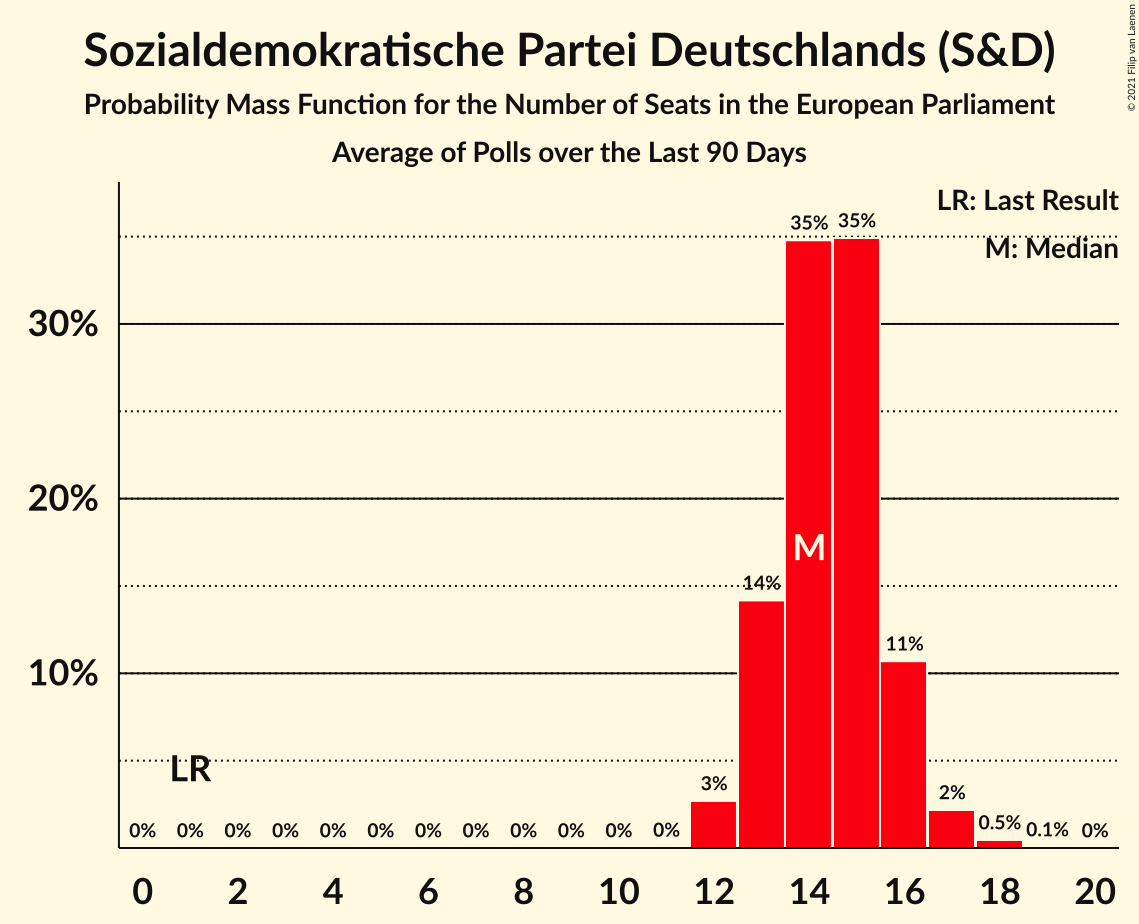 Sozialdemokratische Partei Deutschlands (S&D)
Probability Mass Function for the Number of Seats in the European Parliament
Average of Polls over the Last 90 Days
© 2021 Filip van Laenen
LR: Last Result
M: Median
35% 35%
30%
20%
M
14%
11%
10%
LR
3% 2%
0% 0% 0% 0% 0% 0% 0% 0% 0% 0% 0% 0% 0.5% 0.1% 0%
0 2 4 6 8 10 12 14 16 18 20